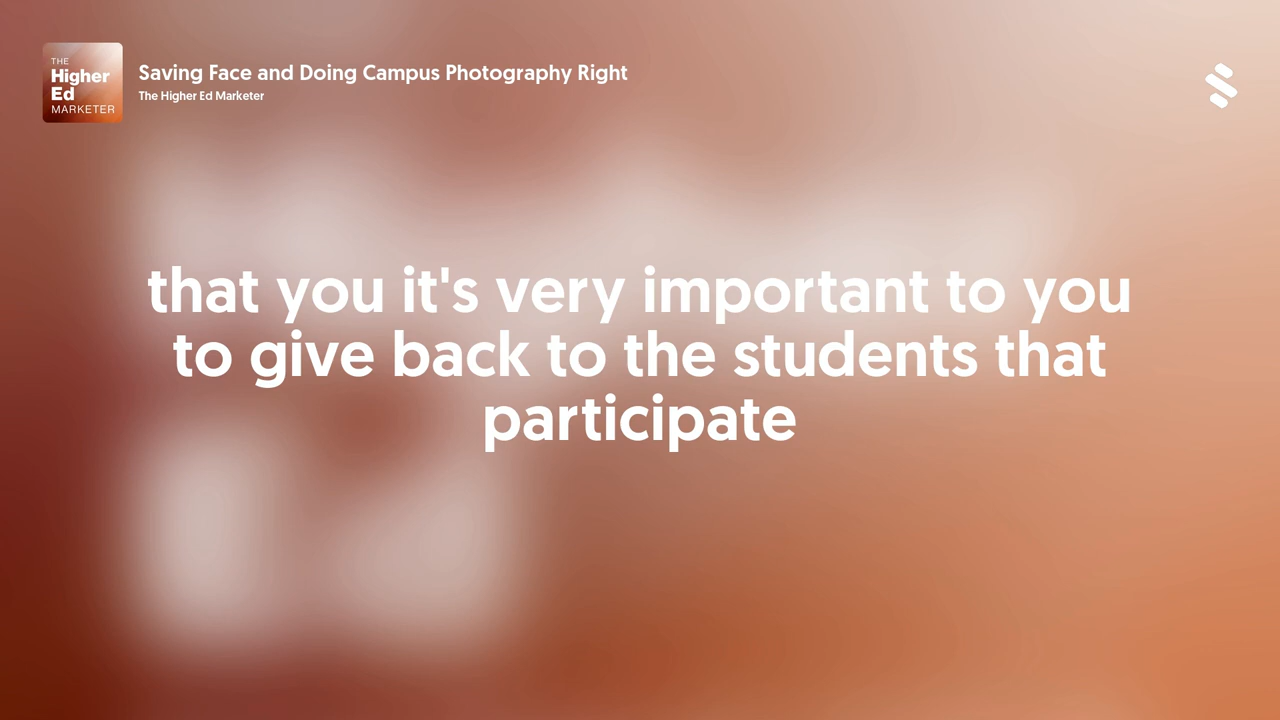 THE
Higher
Ed
MARKETER
Saving Face and Doing Campus Photography Right
The Higher Ed Marketer
that you it's very important to you
to give back to the students that
participate